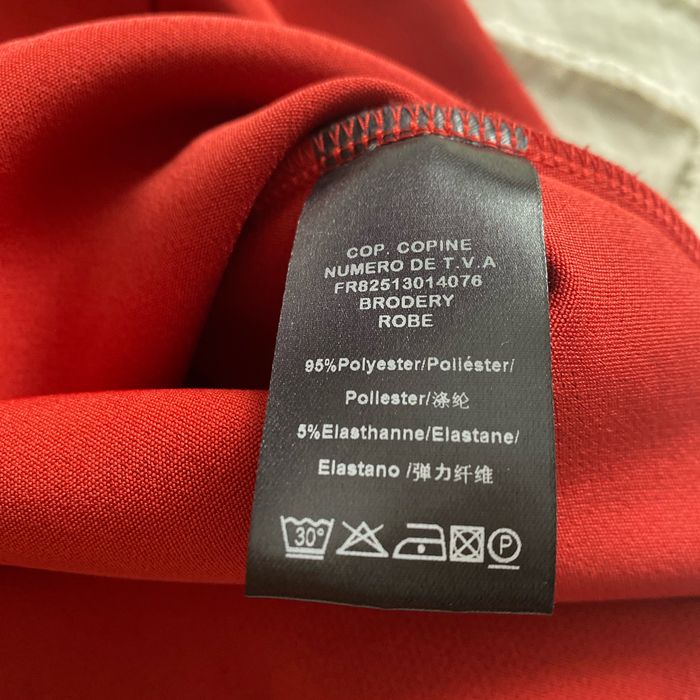 COP. COPINE
NUMERO DE T.V.A
FR82513014076
BRODERY
ROBE
95%Polyester/Poliéster/
Poliester/涤纶
5%Elasthanne/Elastane/
Elastano /弹力纤维
30°
P